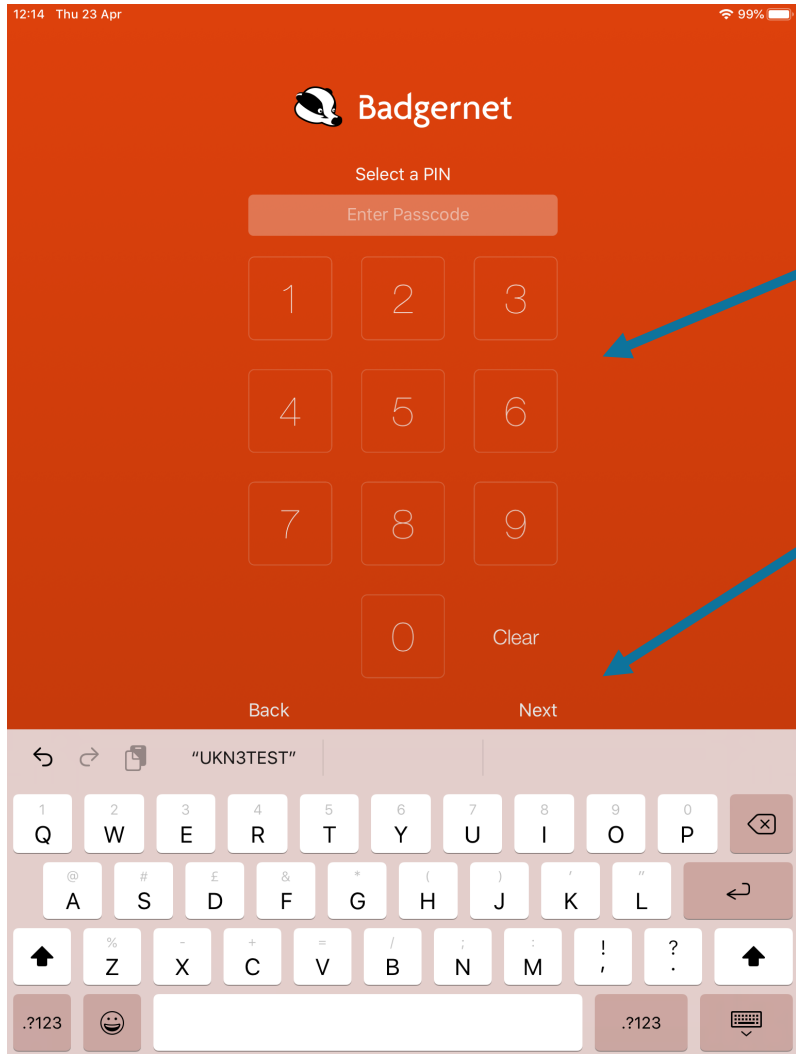 12:14 Thu 23 Apr 99%
Badgernet
Select a PIN
Enter Passcode
1 2 3
4 5 6
7 8 9
0 Clear
Back Next
“UKN3TEST”
1 2 3 4 5 6 7 8 9 0
Q W E R T Y U I O P
@ # £ & * ( ) ' "
A S D F G H J K L
% - + = / ; : ! ?
Z X C V B N M , .
.?123 .?123